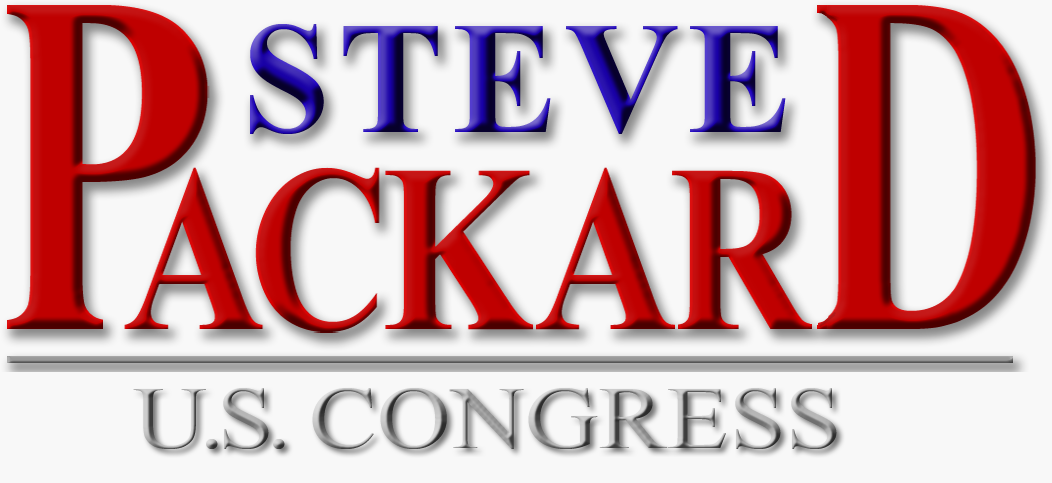 STEVE
PACKARD
U.S. CONGRESS